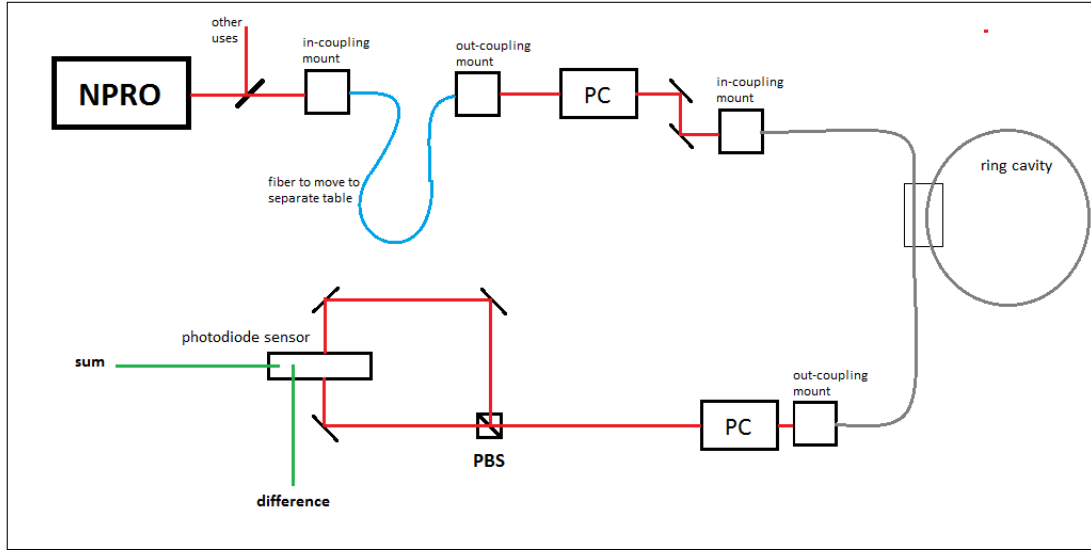 other
uses
in-coupling
mount
out-coupling
mount
NPRO
PC
in-coupling
mount
fiber to move to
separate table
ring cavity
photodiode sensor
sum
out-coupling
mount
PC
PBS
difference